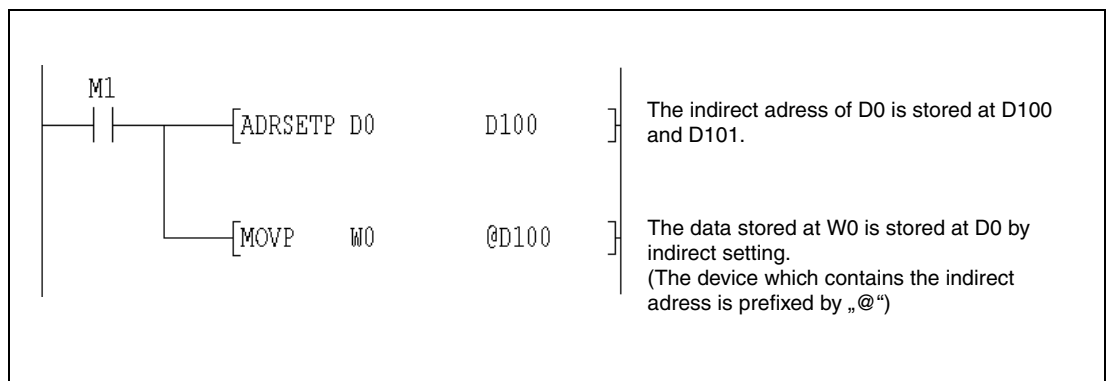 M1
[ADRSETP D0 D100 ]
The indirect adress of D0 is stored at D100
and D101.
[MOVP W0 @D100 ]
The data stored at W0 is stored at D0 by
indirect setting.
(The device which contains the indirect
adress is prefixed by „@“)